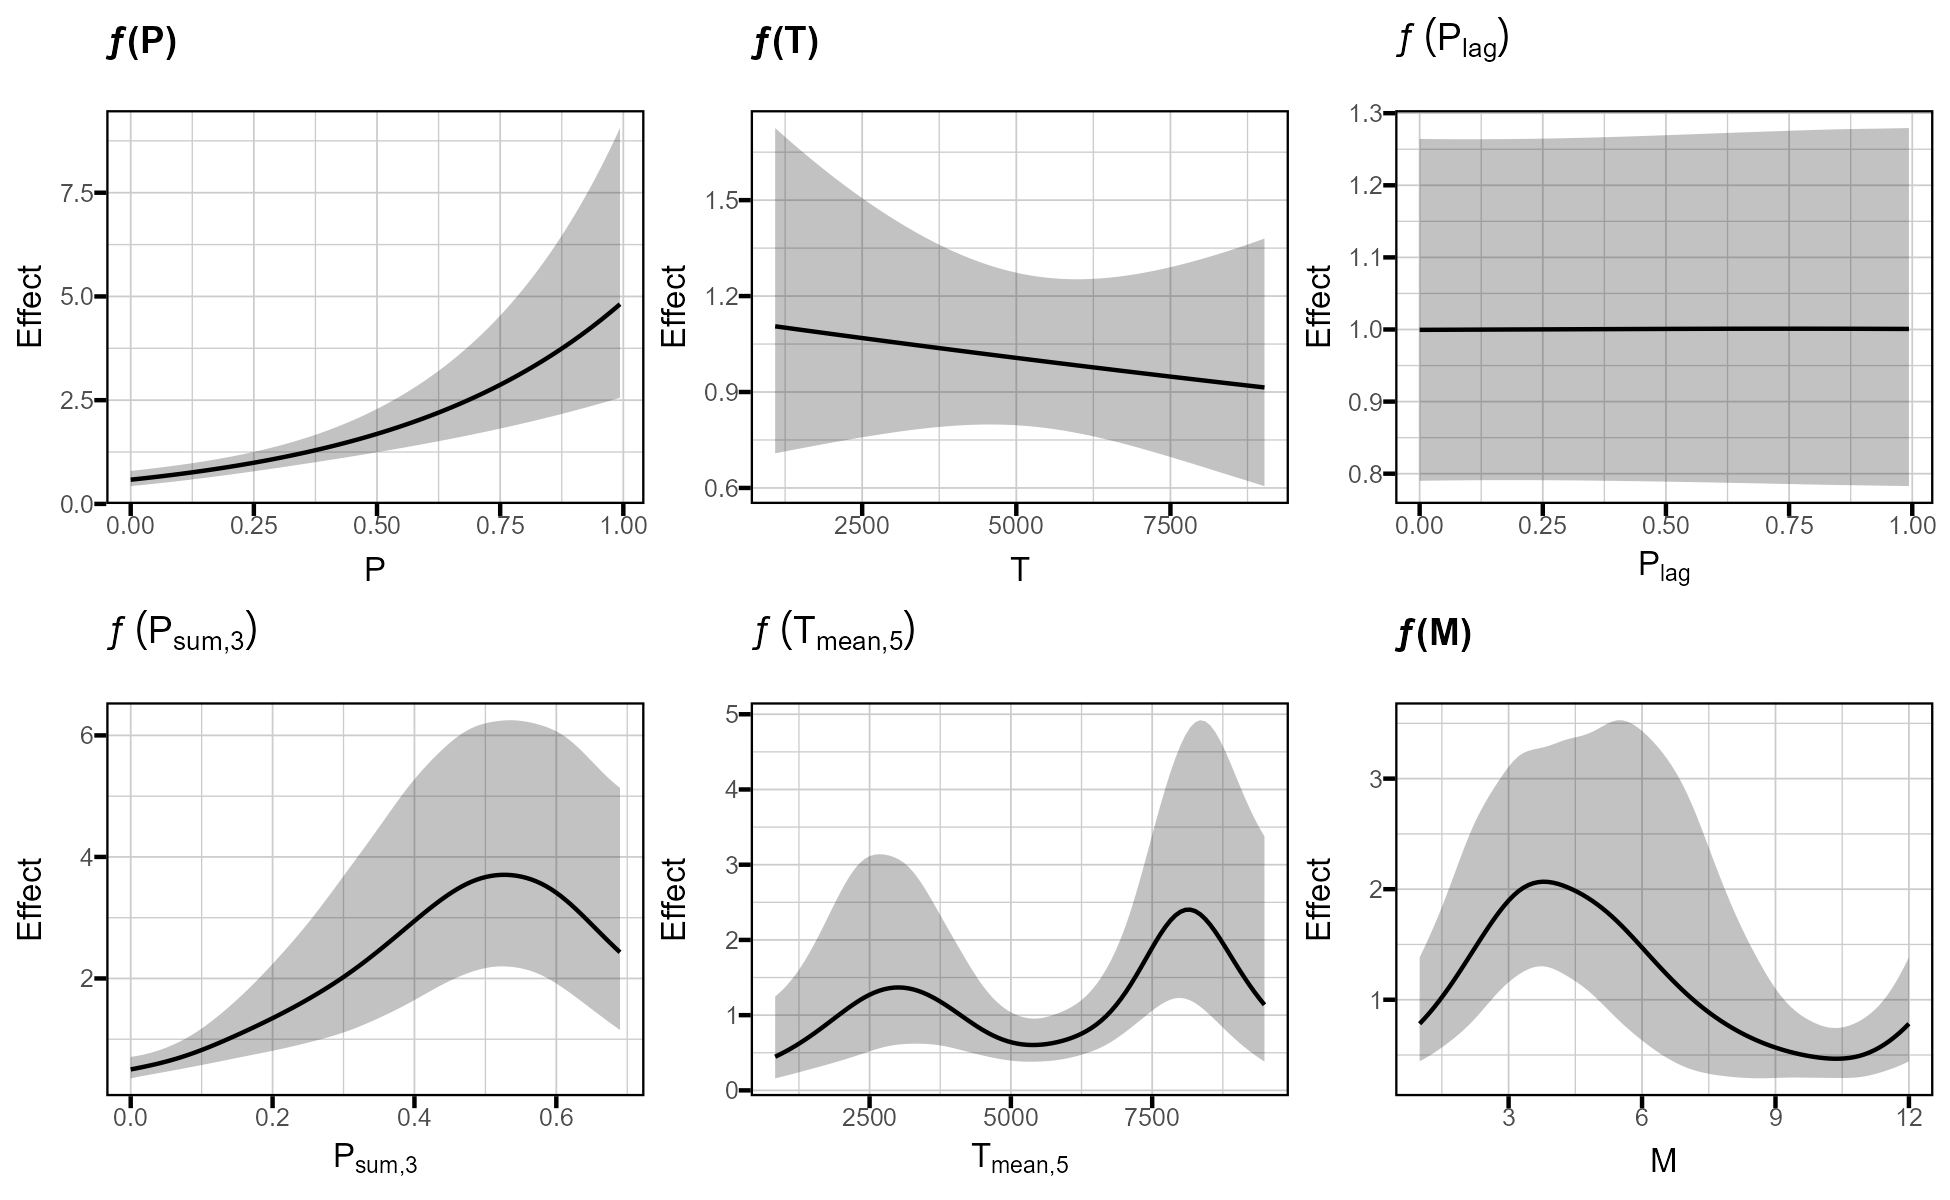 f(P)
Effect
7.5
5.0
2.5
0.0
0.00 0.25 0.50 0.75 1.00
P
f(T)
Effect
1.5
1.2
0.9
0.6
2500 5000 7500
T
f (Plag)
Effect
1.3
1.2
1.1
1.0
0.9
0.8
0.00 0.25 0.50 0.75 1.00
Plag
f (Psum,3)
Effect
6
4
2
0.0 0.2 0.4 0.6
Psum,3
f (Tmean,5)
Effect
5
4
3
2
1
0
2500 5000 7500
Tmean,5
f(M)
Effect
3
2
1
3 6 9 12
M